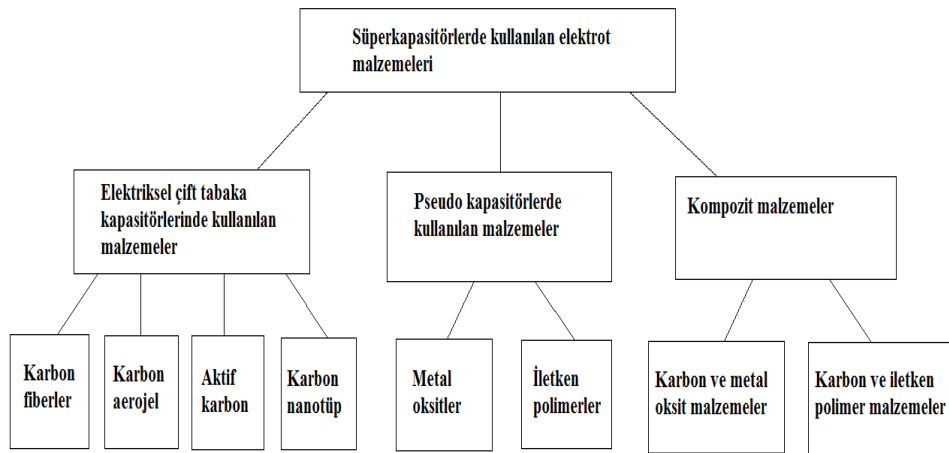 Süperkapasitörlerde kullanılan elektrot
malzemeleri
Elektriksel çift tabaka
kapasitörlerinde kullanılan
malzemeler
Pseudo kapasitörlerde
kullanılan malzemeler
Kompozit malzemeler
Karbon
fiberler
Karbon
aerojel
Aktif
karbon
Karbon
nanotüp
Metal
oksitler
İletken
polimerler
Karbon ve metal
oksit malzemeler
Karbon ve iletken
polimer malzemeler